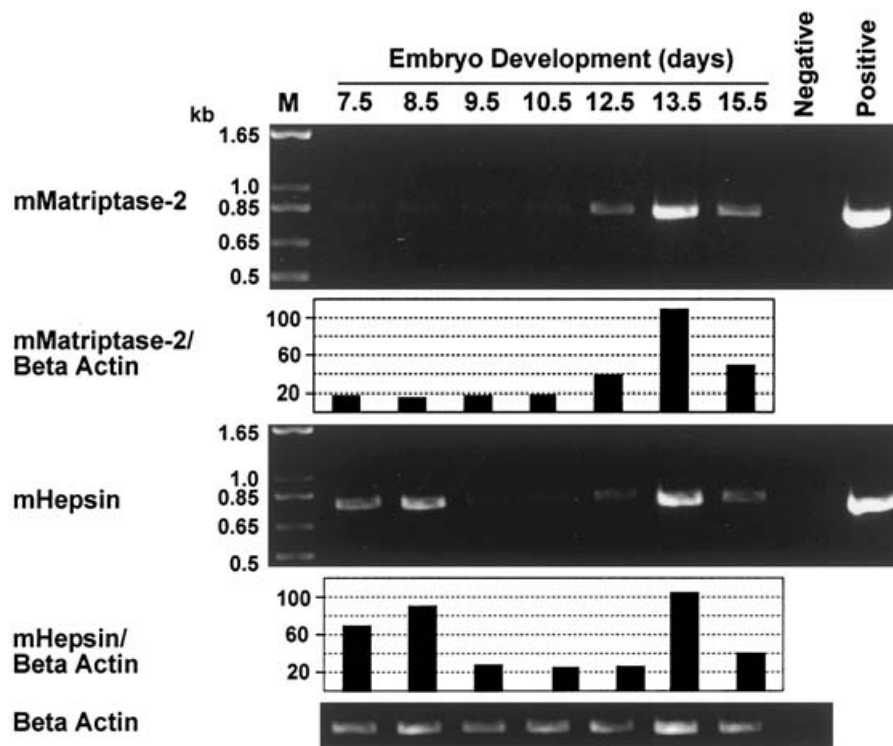 Embryo Development (days)
Negative
Positive
kb M 7.5 8.5 9.5 10.5 12.5 13.5 15.5
mMatriptase-2
1.65
1.0
0.85
0.65
0.5
mMatriptase-2/
Beta Actin
100
60
20
mHepsin
1.65
1.0
0.85
0.65
0.5
mHepsin/
Beta Actin
100
60
20
Beta Actin